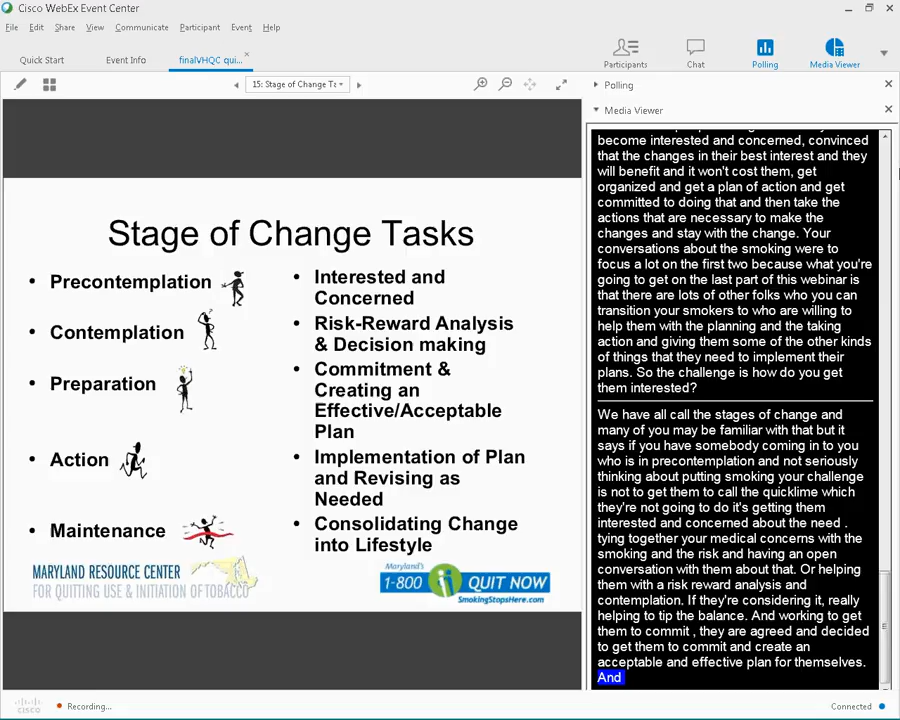 Cisco WebEx Event Center
File Edit Share View Communicate Participant Event Help
Quick Start
Event Info
finalVHQC qui...
Participants
Chat
Polling
Media Viewer
15: Stage of Change Ta
Polling
Media Viewer
Stage of Change Tasks
• Precontemplation
• Contemplation
• Preparation
• Action
• Maintenance
• Interested and
Concerned
• Risk-Reward Analysis
& Decision making
• Commitment &
Creating an
Effective/Acceptable
Plan
• Implementation of Plan
and Revising as
Needed
• Consolidating Change
into Lifestyle
MARYLAND RESOURCE CENTER
FOR QUITTING USE & INITIATION OF TOBACCO
Maryland's
1-800 QUIT NOW
SmokingStopsHere.com
become interested and concerned, convinced
that the changes in their best interest and they
will benefit and it won't cost them, get
organized and get a plan of action and get
committed to doing that and then take the
actions that are necessary to make the
changes and stay with the change. Your
conversations about the smoking were to
focus a lot on the first two because what you're
going to get on the last part of this webinar is
that there are lots of other folks who you can
transition your smokers to who are willing to
help them with the planning and the taking
action and giving them some of the other kinds
of things that they need to implement their
plans. So the challenge is how do you get
them interested?
We have all call the stages of change and
many of you may be familiar with that but it
says if you have somebody coming in to you
who is in precontemplation and not seriously
thinking about putting smoking your challenge
is not to get them to call the quicklime which
they're not going to do it's getting them
interested and concerned about the need .
tying together your medical concerns with the
smoking and the risk and having an open
conversation with them about that. Or helping
them with a risk reward analysis and
contemplation. If they're considering it, really
helping to tip the balance. And working to get
them to commit , they are agreed and decided
to get them to commit and create an
acceptable and effective plan for themselves.
And
cisco
Recording...
Connected